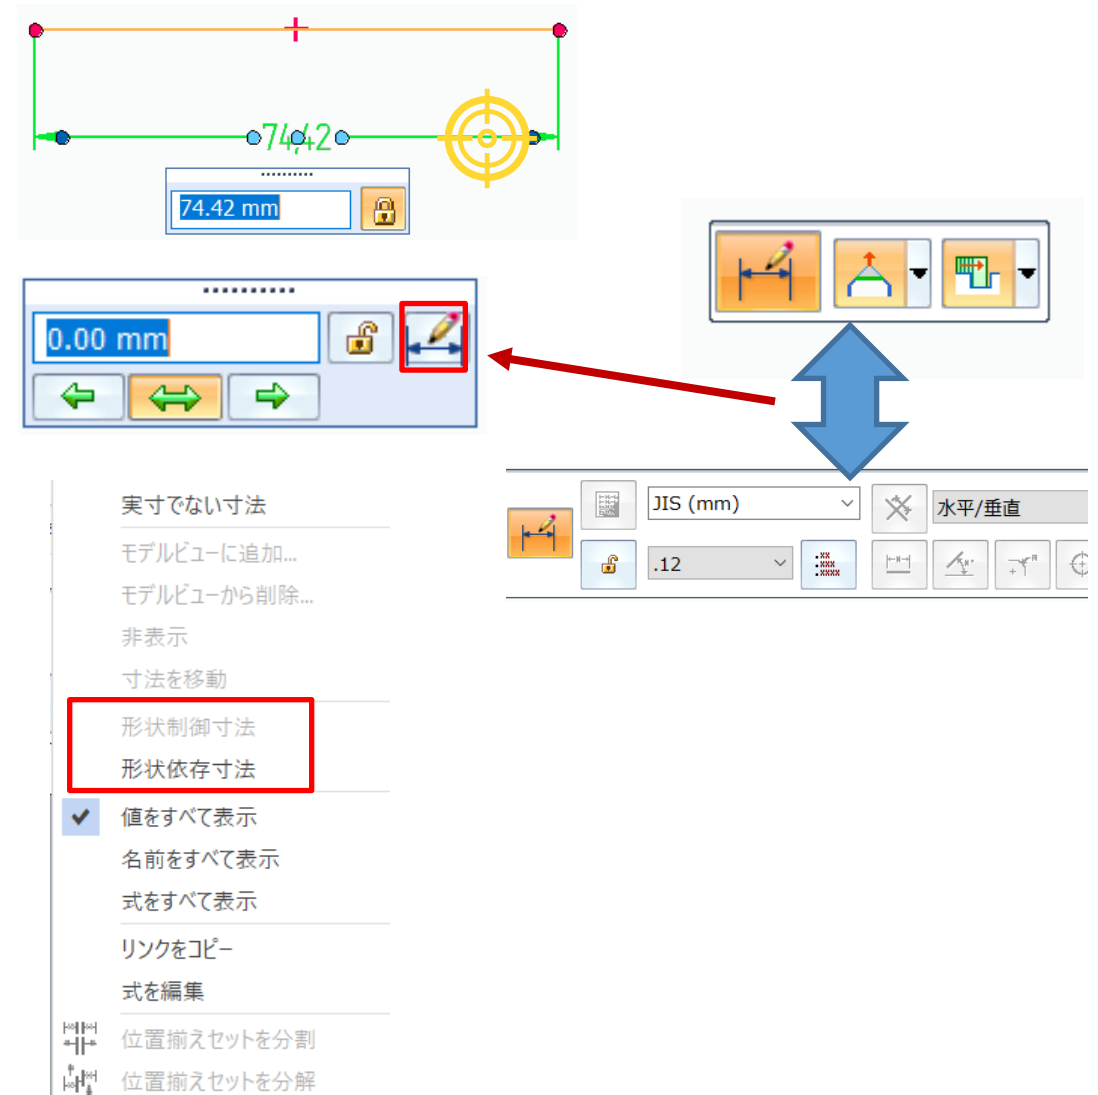 74,42
74.42 mm
0.00 mm
JIS (mm)
水平/垂直
.12
.xx
.xxx
.xxxx
実寸でない寸法
モデルビューに追加...
モデルビューから削除...
非表示
寸法を移動
形状制御寸法
形状依存寸法
値をすべて表示
名前をすべて表示
式をすべて表示
リンクをコピー
式を編集
位置揃えセットを分割
位置揃えセットを分解